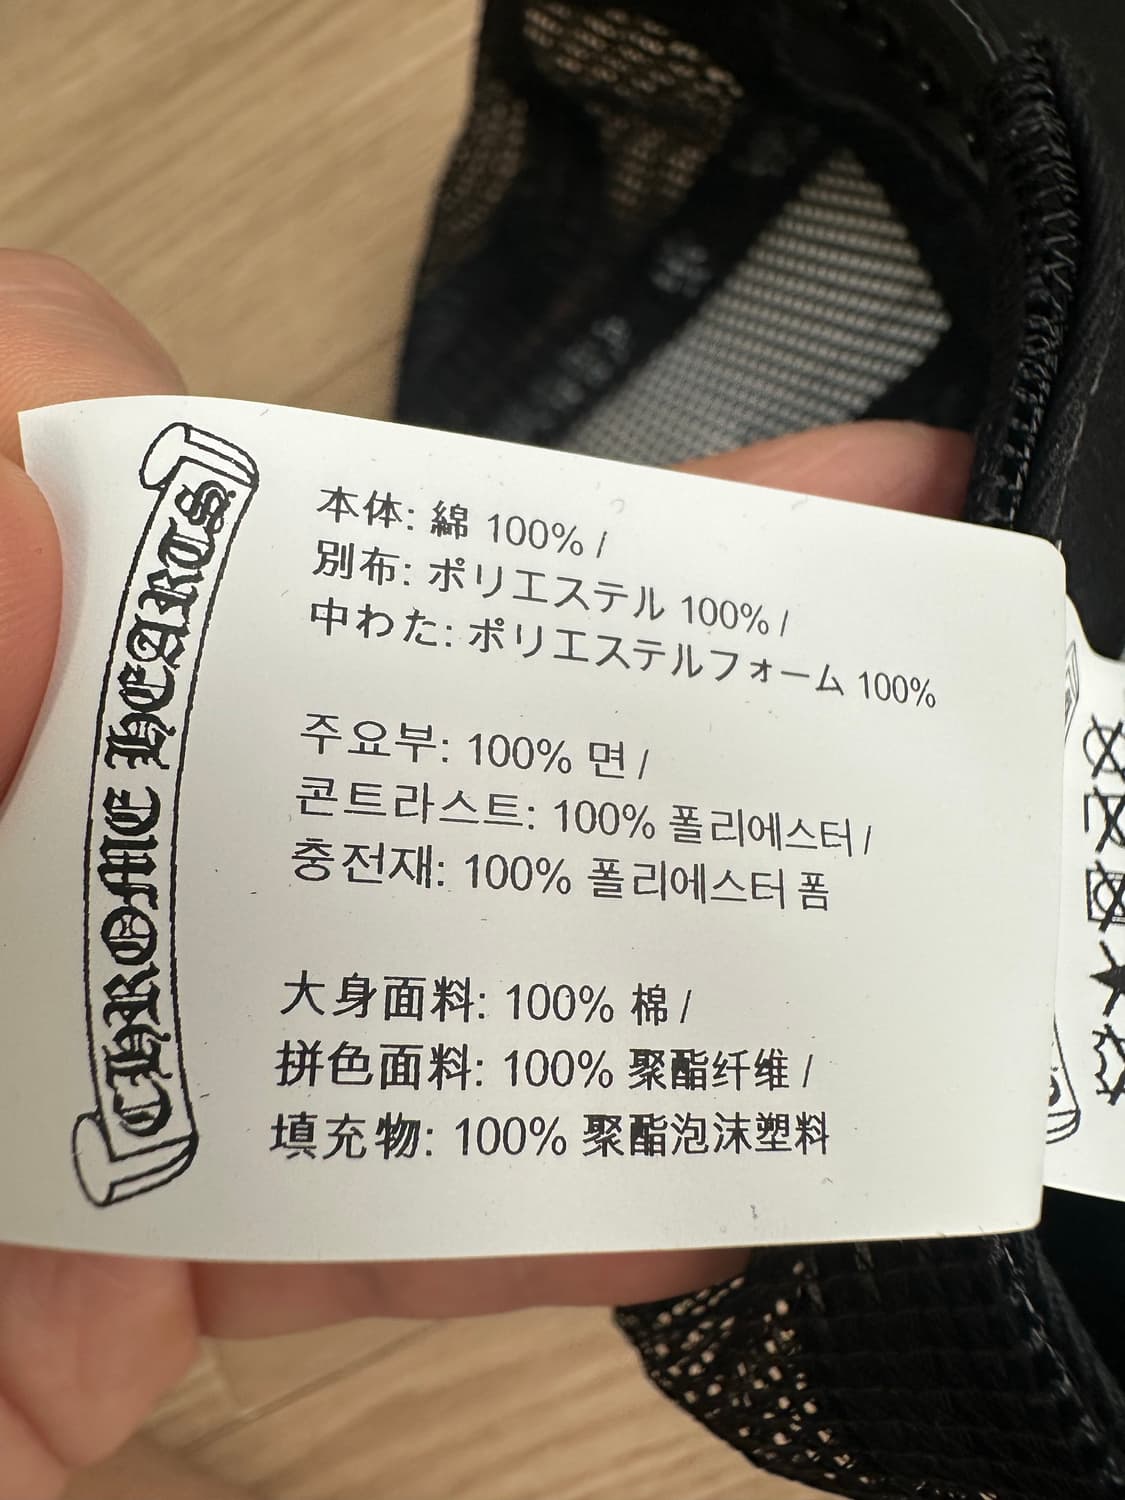 CHROME HEARTS
本体: 綿 100% /
別布: ポリエステル 100% /
中わた: ポリエステルフォーム 100%
주요부: 100% 면 /
콘트라스트: 100% 폴리에스터 /
충전재: 100% 폴리에스터 폼
大身面料: 100% 棉 /
拼色面料: 100% 聚酯纤维 /
填充物: 100% 聚酯泡沫塑料